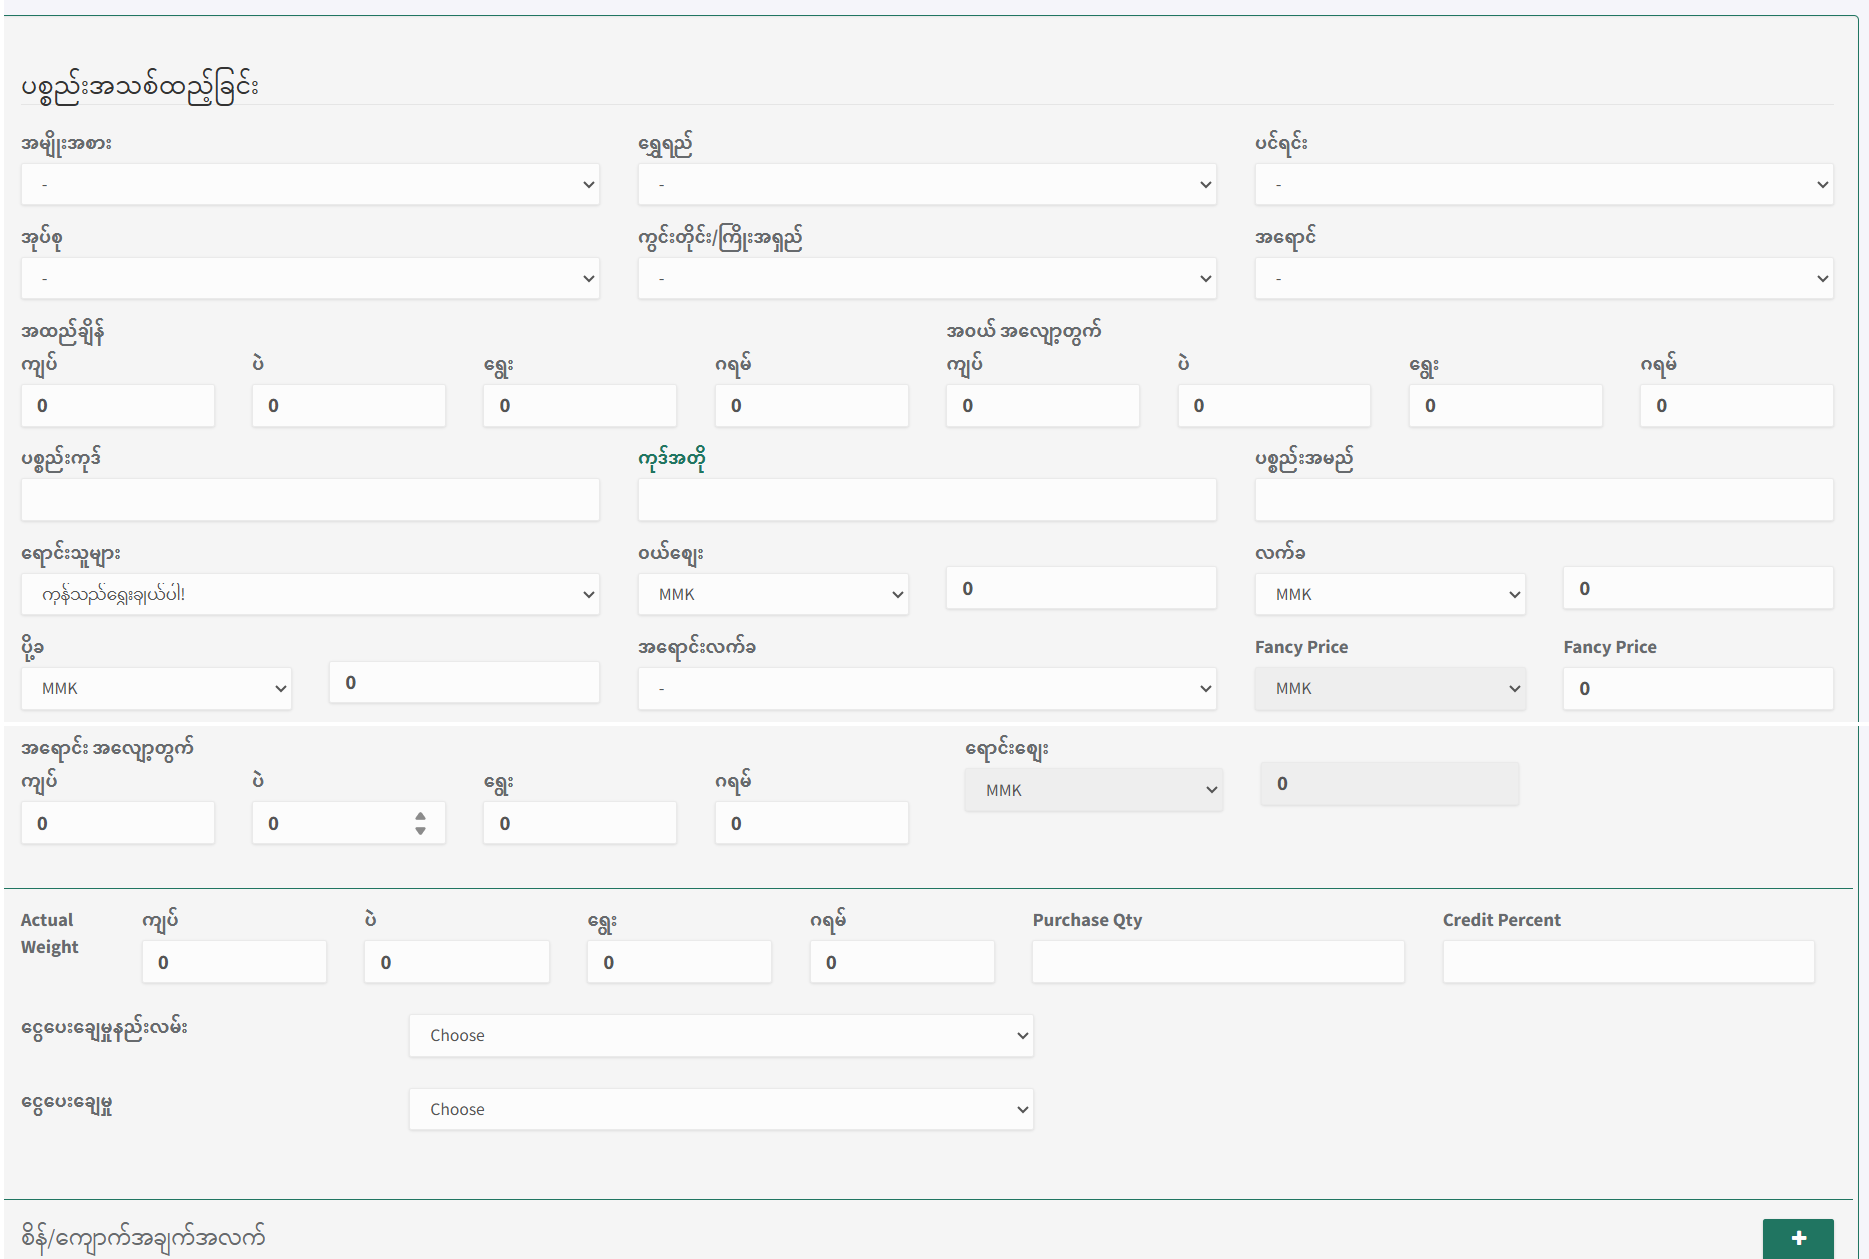 ပစ္စည်းအသစ်ထည့်ခြင်း
အမျိုးအစား ရွှေရည် ပင်ရင်း
- - -
အုပ်စု ကွင်းတိုင်း/ကြိုးအရှည် အရောင်
- - -
အထည်ချိန် အဝယ် အလျော့တွက်
ကျပ် ပဲ ရွေး ဂရမ် ကျပ် ပဲ ရွေး ဂရမ်
0 0 0 0 0 0 0 0
ပစ္စည်းကုဒ် ကုဒ်အတို ပစ္စည်းအမည်
ရောင်းသူများ ဝယ်ဈေး လက်ခ
ကုန်သည်ရွေးချယ်ပါ! MMK 0 MMK 0
ပို့ခ အရောင်းလက်ခ Fancy Price Fancy Price
MMK 0 - MMK 0
အရောင်း အလျော့တွက် ရောင်းဈေး
ကျပ် ပဲ ရွေး ဂရမ် MMK 0
0 0 0 0
Actual Weight ကျပ် ပဲ ရွေး ဂရမ် Purchase Qty Credit Percent
0 0 0 0
ငွေပေးချေမှုနည်းလမ်း Choose
ငွေပေးချေမှု Choose
စိန်/ကျောက်အချက်အလက် +